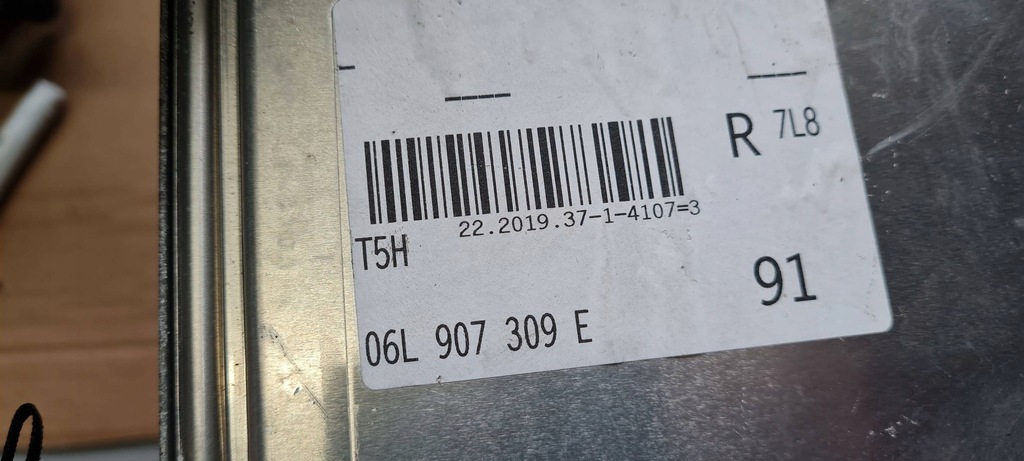 ----
----
R 7L8
22.2019.37-1-4107=3
T5H
91
06L 907 309 E